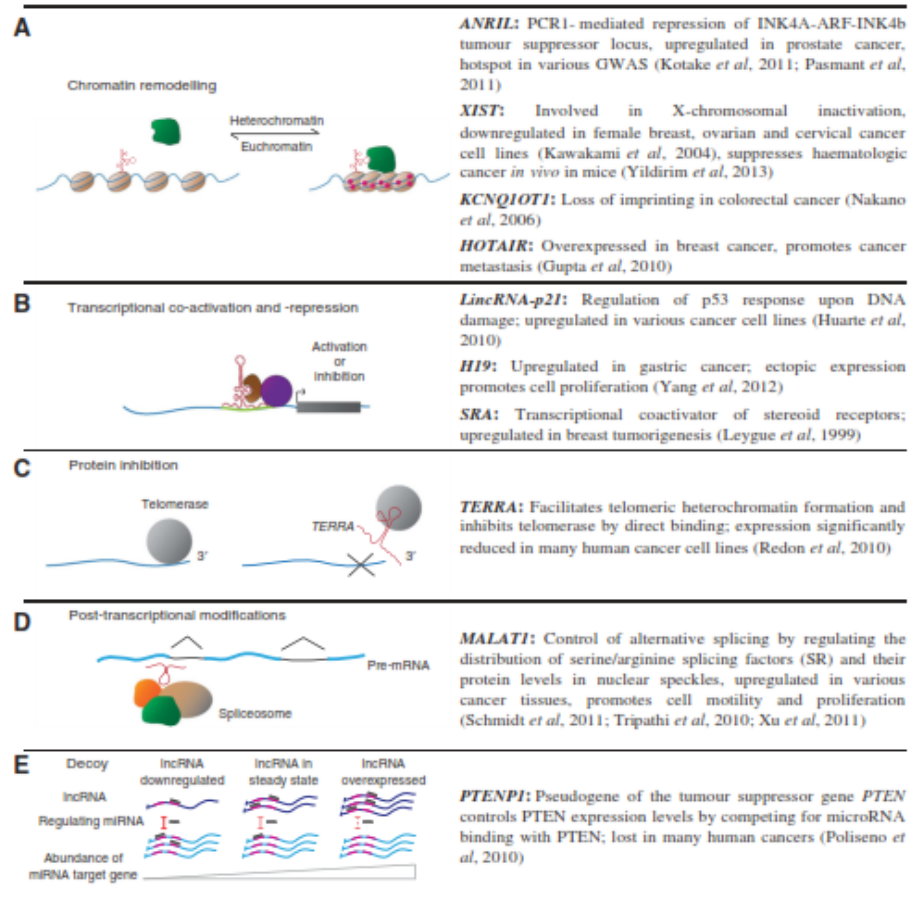 A
Chromatin remodelling
Heterochromatin
Euchromatin
ANRIL: PCR1- mediated repression of INK4A-ARF-INK4b
tumour suppressor locus, upregulated in prostate cancer,
hotspot in various GWAS (Kotake et al, 2011; Pasmant et al,
2011)
XIST: Involved in X-chromosomal inactivation,
downregulated in female breast, ovarian and cervical cancer
cell lines (Kawakami et al, 2004), suppresses haematologic
cancer in vivo in mice (Yildirim et al, 2013)
KCNQ1OT1: Loss of imprinting in colorectal cancer (Nakano
et al, 2006)
HOTAIR: Overexpressed in breast cancer, promotes cancer
metastasis (Gupta et al, 2010)
B
Transcriptional co-activation and -repression
Activation
or
inhibition
LincRNA-p21: Regulation of p53 response upon DNA
damage; upregulated in various cancer cell lines (Huarte et al,
2010)
H19: Upregulated in gastric cancer; ectopic expression
promotes cell proliferation (Yang et al, 2012)
SRA: Transcriptional coactivator of stereoid receptors;
upregulated in breast tumorigenesis (Leygue et al, 1999)
C
Protein inhibition
Telomerase
3′
TERRA
3′
TERRA: Facilitates telomeric heterochromatin formation and
inhibits telomerase by direct binding; expression significantly
reduced in many human cancer cell lines (Redon et al, 2010)
D
Post-transcriptional modifications
Pre-mRNA
Spliceosome
MALAT1: Control of alternative splicing by regulating the
distribution of serine/arginine splicing factors (SR) and their
protein levels in nuclear speckles, upregulated in various
cancer tissues, promotes cell motility and proliferation
(Schmidt et al, 2011; Tripathi et al, 2010; Xu et al, 2011)
E
Decoy
lncRNA
downregulated
lncRNA in
steady state
lncRNA
overexpressed
lncRNA
Regulating miRNA
Abundance of
miRNA target gene
PTENP1: Pseudogene of the tumour suppressor gene PTEN
controls PTEN expression levels by competing for microRNA
binding with PTEN; lost in many human cancers (Poliseno et
al, 2010)